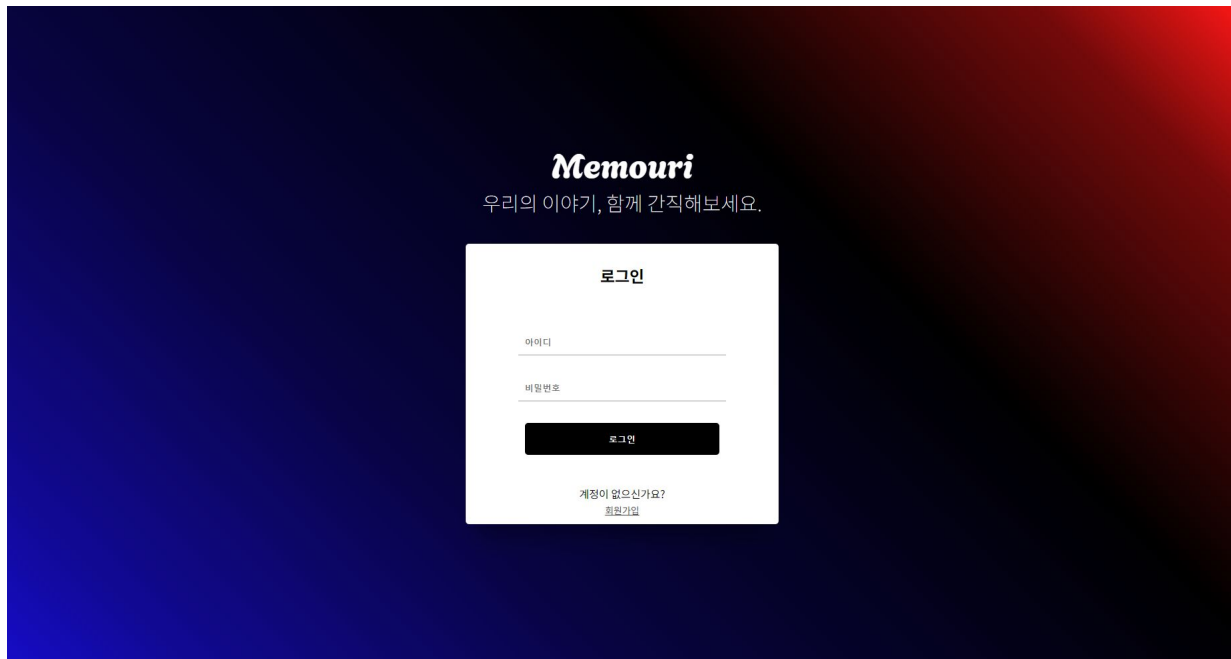 Memouri
우리의 이야기, 함께 간직해보세요.
로그인
아이디
비밀번호
로그인
계정이 없으신가요?
회원가입